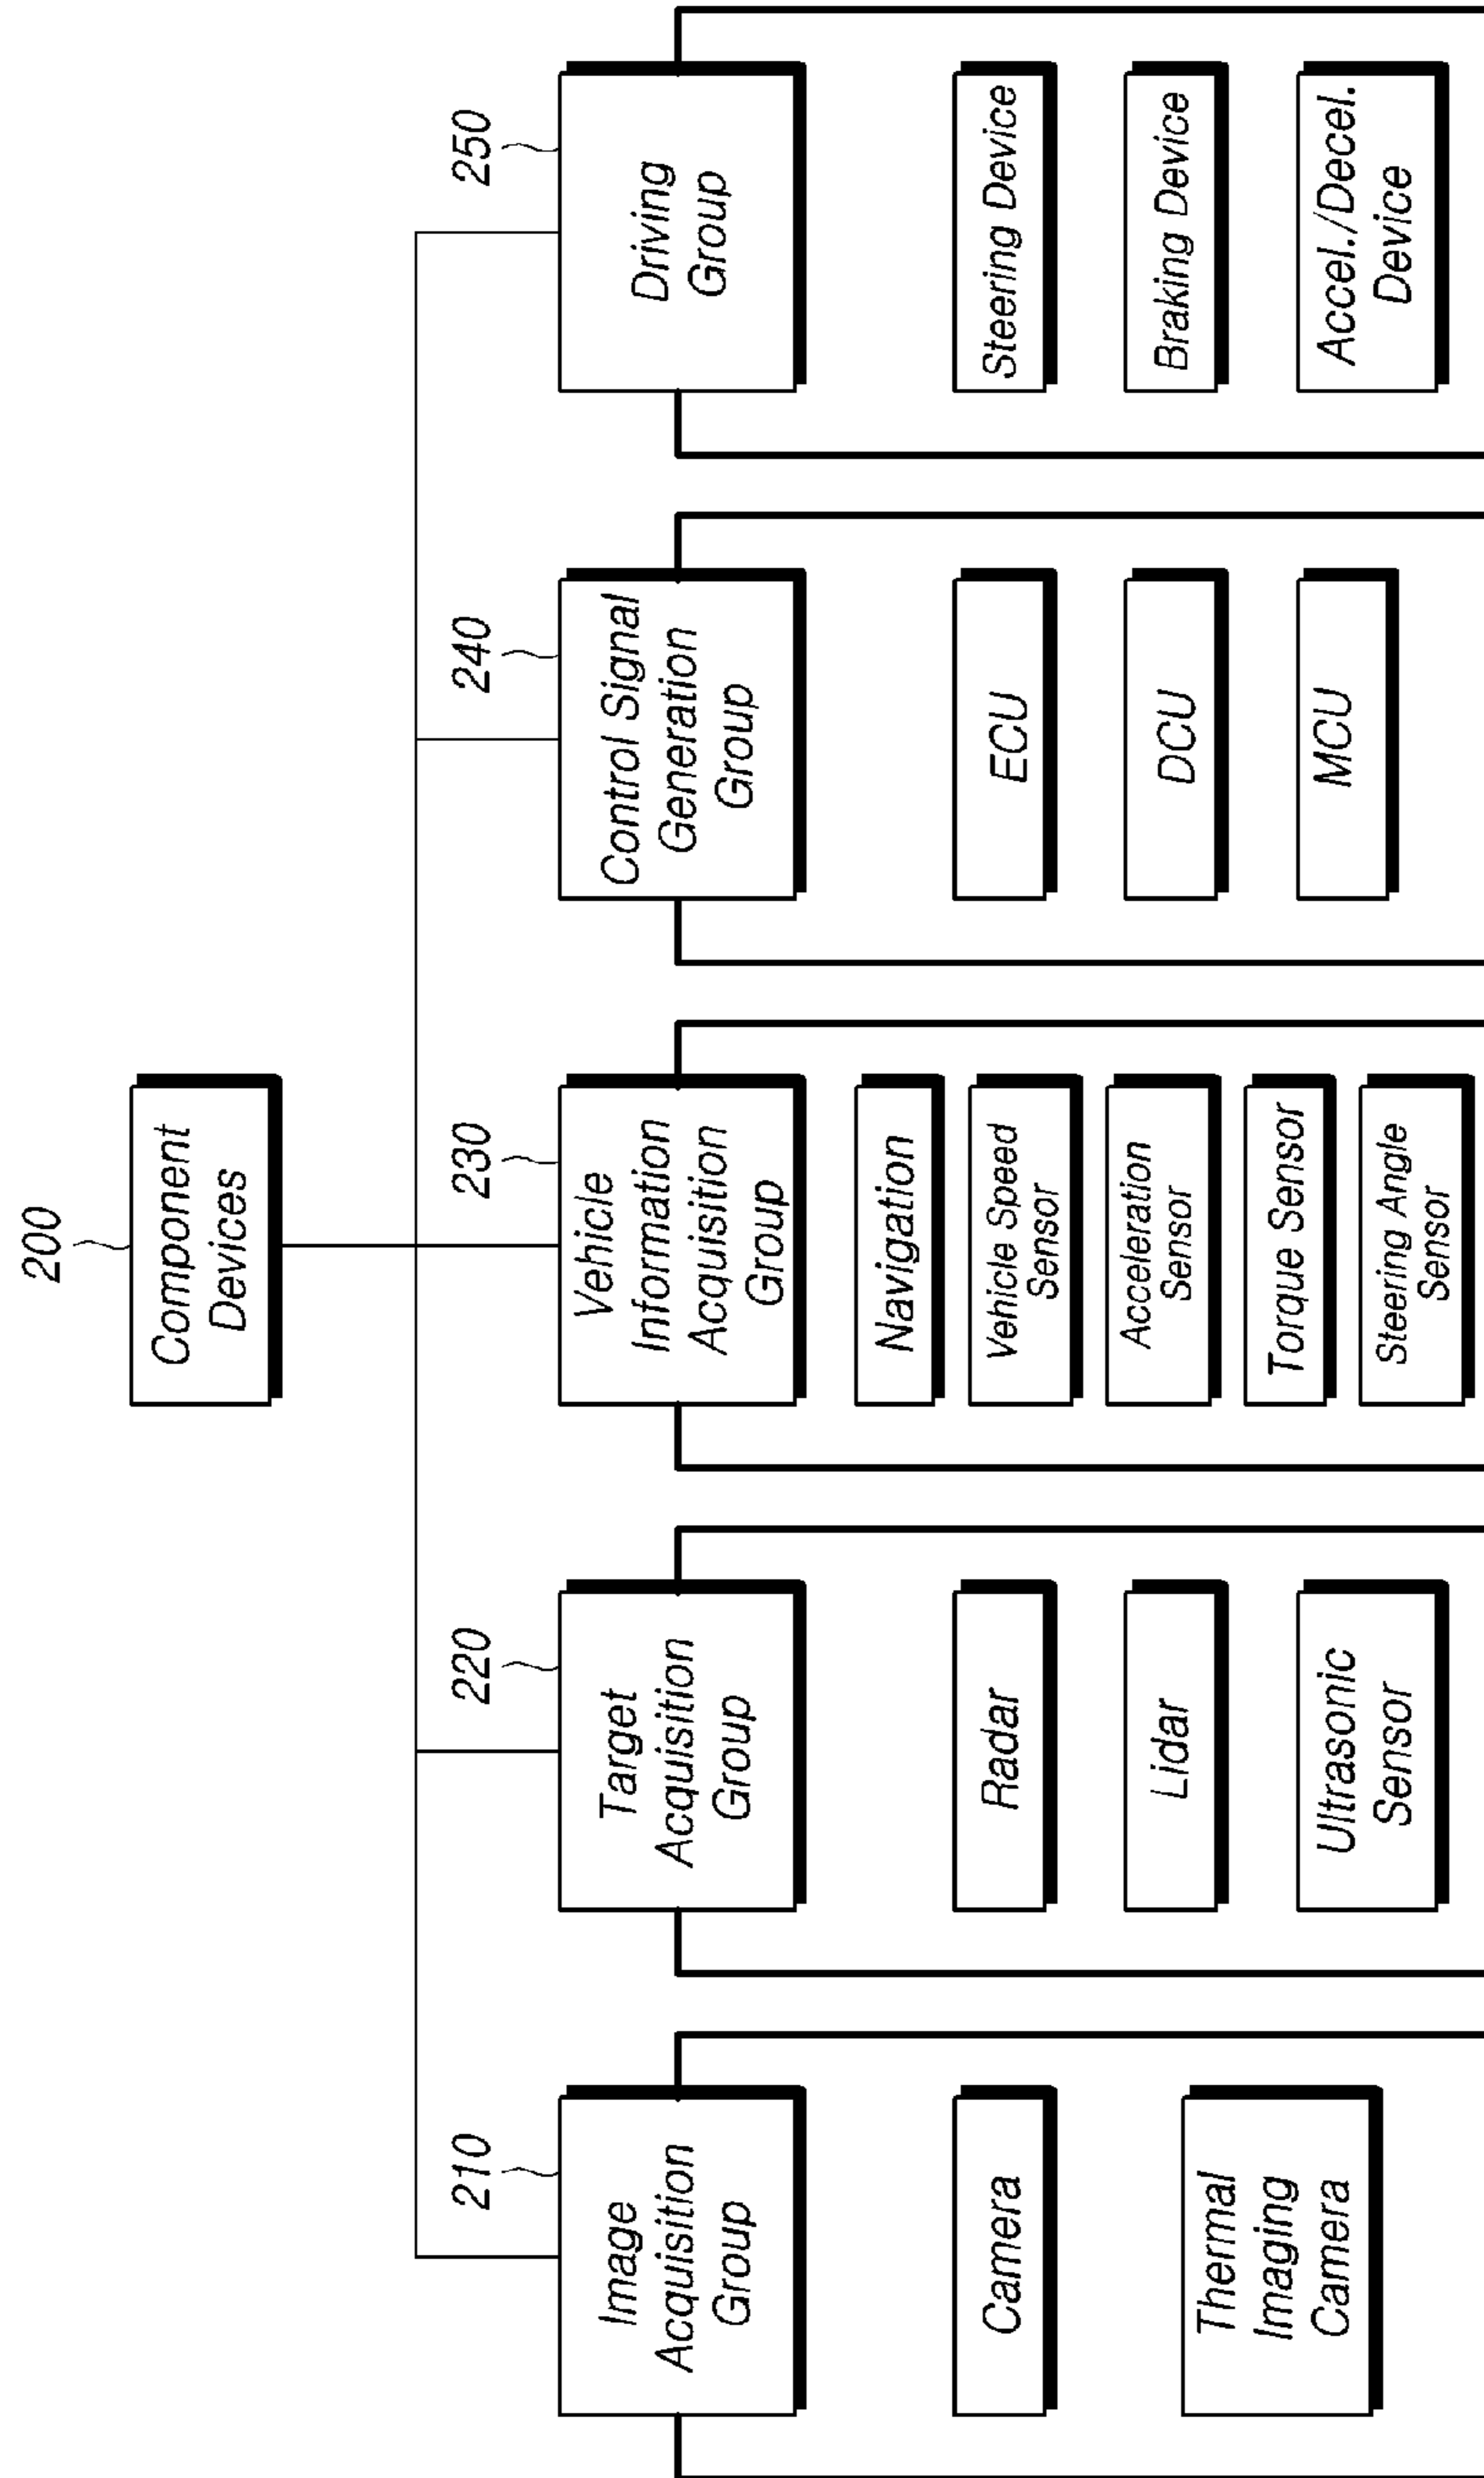 200
Component
Devices
210
Image
Acquisition
Group
Camera
Thermal
Imaging
Camera
220
Target
Acquisition
Group
Radar
Lidar
Ultrasonic
Sensor
230
Vehicle
Information
Acquisition
Group
Navigation
Vehicle Speed
Sensor
Acceleration
Sensor
Torque Sensor
Steering Angle
Sensor
240
Control Signal
Generation
Group
ECU
DCU
MCU
250
Driving
Group
Steering Device
Braking Device
Accel./Decel.
Device